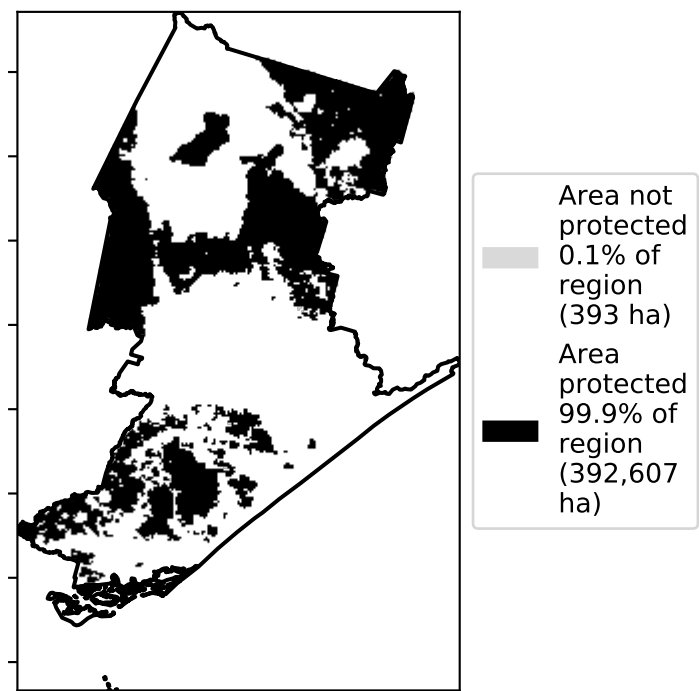 Area not
protected
0.1% of
region
(393 ha)
Area
protected
99.9% of
region
(392,607
ha)